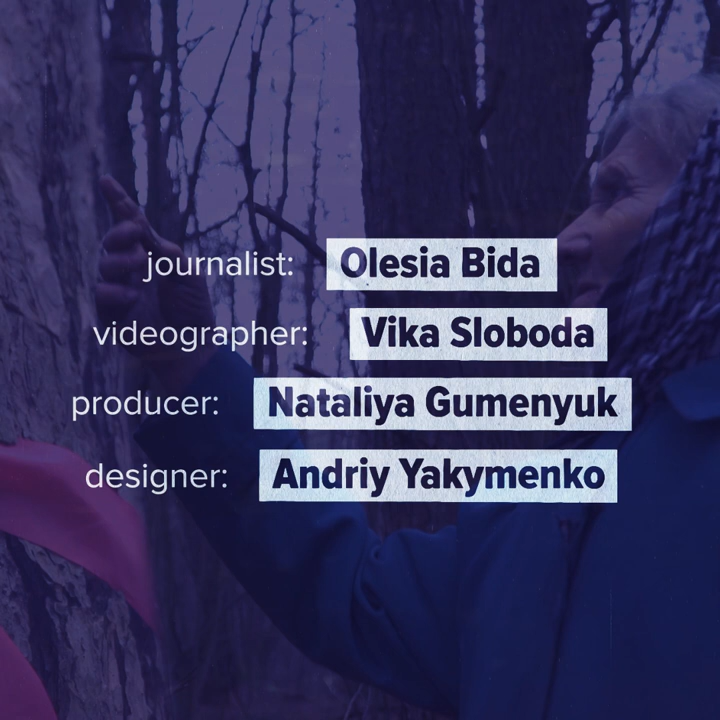 journalist: Olesia Bida
videographer: Vika Sloboda
producer: Nataliya Gumenyuk
designer: Andriy Yakymenko